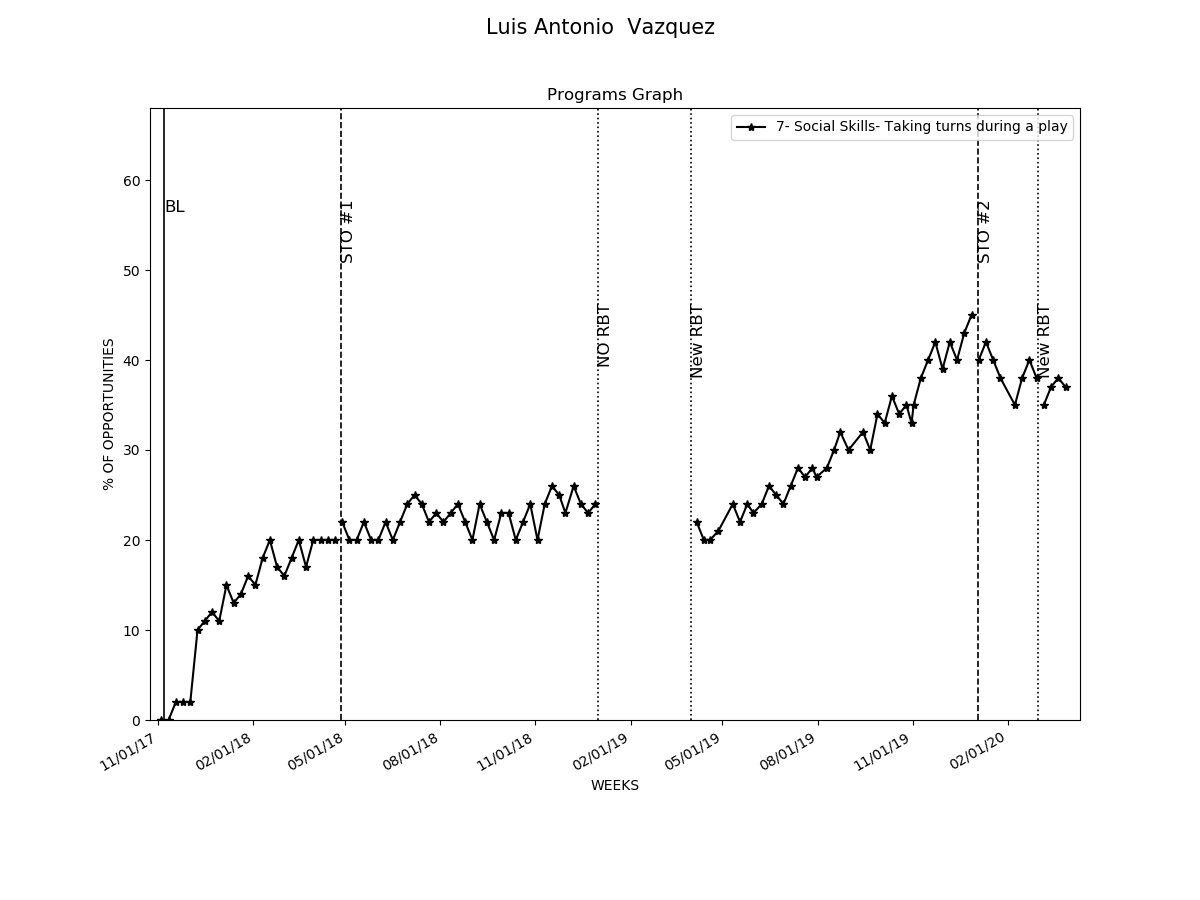 Luis Antonio  Vazquez
Programs Graph
7- Social Skills- Taking turns during a play
60
50
40
30
20
10
0
% OF OPPORTUNITIES
BL
STO #1
NO RBT
New RBT
STO #2
New RBT
11/01/17
02/01/18
05/01/18
08/01/18
11/01/18
02/01/19
05/01/19
08/01/19
11/01/19
02/01/20
WEEKS